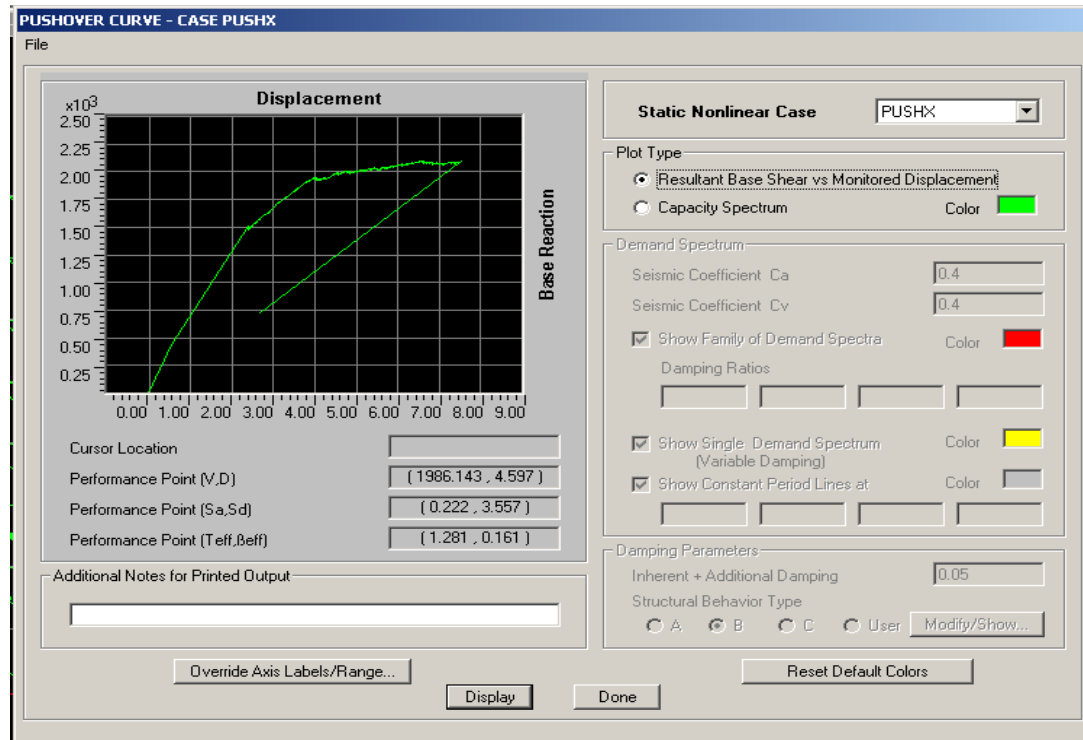 PUSHOVER CURVE - CASE PUSHX
File
Displacement
x10^3
2.50
2.25
2.00
1.75
1.50
1.25
1.00
0.75
0.50
0.25
0.00 1.00 2.00 3.00 4.00 5.00 6.00 7.00 8.00 9.00
Base Reaction
Cursor Location
Performance Point (V,D) ( 1986.143 , 4.597 )
Performance Point (Sa,Sd) ( 0.222 , 3.557 )
Performance Point (Teff,ßeff) ( 1.281 , 0.161 )
Additional Notes for Printed Output
Override Axis Labels/Range...
Static Nonlinear Case PUSHX
Plot Type
Resultant Base Shear vs Monitored Displacement
Capacity Spectrum Color
Demand Spectrum
Seismic Coefficient Ca 0.4
Seismic Coefficient Cv 0.4
Show Family of Demand Spectra Color
Damping Ratios
Show Single Demand Spectrum Color
(Variable Damping)
Show Constant Period Lines at Color
Damping Parameters
Inherent + Additional Damping 0.05
Structural Behavior Type
A B C User Modify/Show...
Reset Default Colors
Display Done